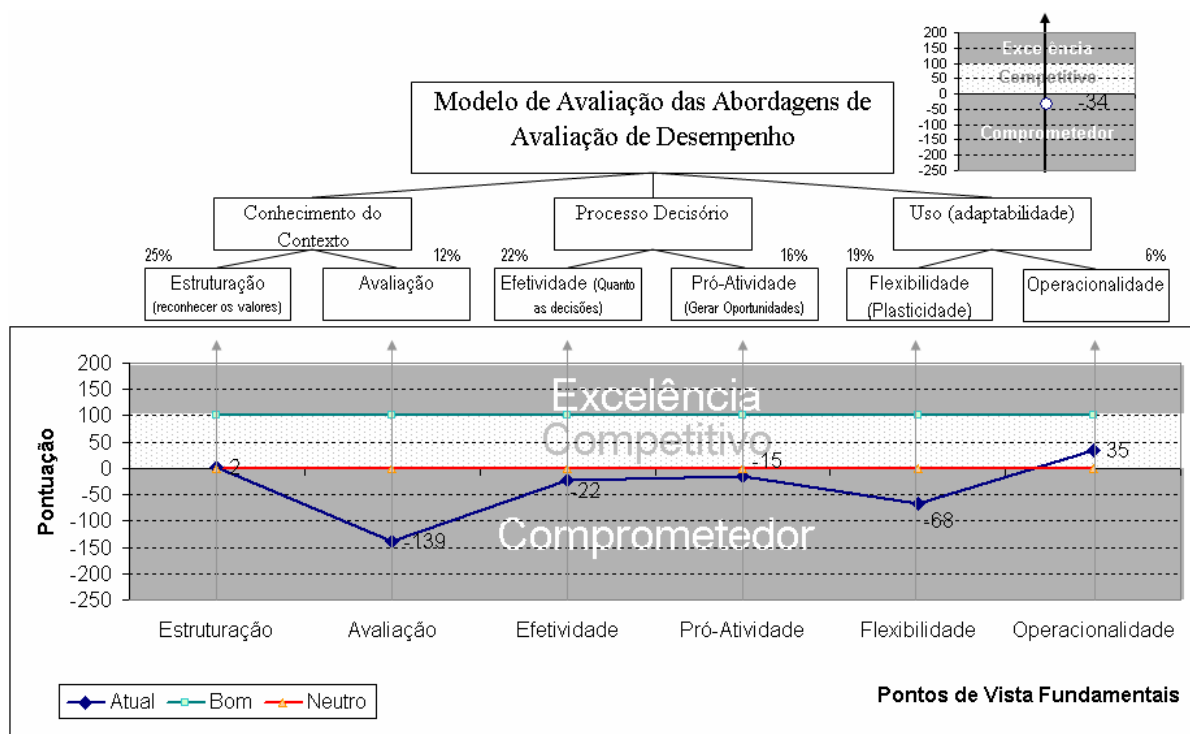 200
150
100
50
0
-50
-100
-150
-200
-250
Excelência
Competitivo
-34
Comprometedor
Modelo de Avaliação das Abordagens de
Avaliação de Desempenho
Conhecimento do
Contexto
Processo Decisório
Uso (adaptabilidade)
25%
12%
22%
16%
19%
6%
Estruturação
(reconhecer os valores)
Avaliação
Efetividade (Quanto
as decisões)
Pró-Atividade
(Gerar Oportunidades)
Flexibilidade
(Plasticidade)
Operacionalidade
Pontuação
200
150
100
50
0
-50
-100
-150
-200
-250
Excelência
Competitivo
Comprometedor
2
-139
-22
-15
-68
35
Estruturação
Avaliação
Efetividade
Pró-Atividade
Flexibilidade
Operacionalidade
Atual
Bom
Neutro
Pontos de Vista Fundamentais